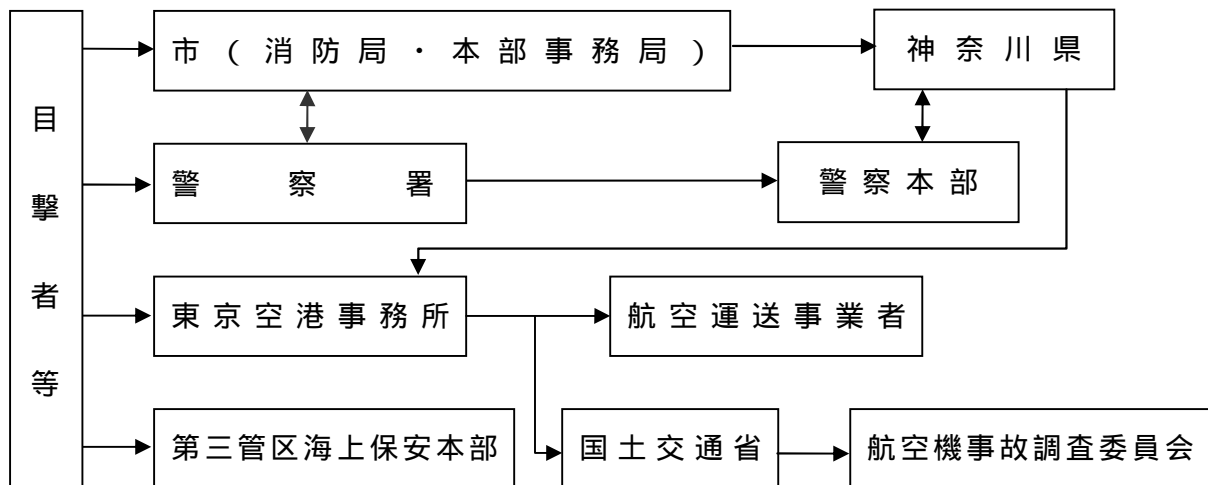 目撃者等
市(消防局・本部事務局)
神奈川県
警察署
警察本部
東京空港事務所
航空運送事業者
第三管区海上保安本部
国土交通省
航空機事故調査委員会